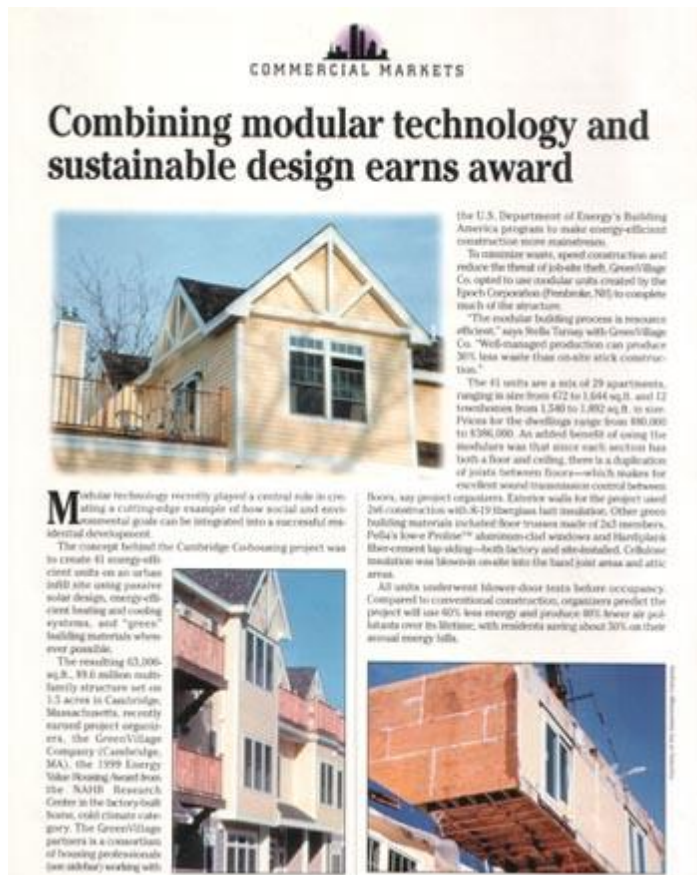 COMMERCIAL MARKETS
Combining modular technology and
sustainable design earns award
Modular technology recently played a central role in cre-
ating a cutting-edge example of how social and envi-
ronmental goals can be integrated into a successful res-
idential development.
The concept behind the Cambridge Co-housing project was
to create 41 energy-effi-
cient units on an urban
infill site using passive
solar design, energy-effi-
cient heating and cooling
systems, and "green"
building materials when-
ever possible.
The resulting 63,000-
sq.ft., $9.6 million multi-
family structure set on
1.5 acres in Cambridge,
Massachusetts, recently
earned project organiz-
ers, the GreenVillage
Company (Cambridge,
MA), the 1999 Energy
Value Housing Award from
the NAHB Research
Center in the factory-built
home, cold climate cate-
gory. The GreenVillage
partners is a consortium
of housing professionals
(see sidebar) working with
the U.S. Department of Energy's Building
America program to make energy-efficient
construction more mainstream.
To minimize waste, speed construction and
reduce the threat of job-site theft, GreenVillage
Co. opted to use modular units created by the
Epoch Corporation (Pembroke, NH) to complete
much of the structure.
"The modular building process is resource
efficient," says Stella Tarnay with GreenVillage
Co. "Well-managed production can produce
30% less waste than on-site stick construc-
tion."
The 41 units are a mix of 29 apartments,
ranging in size from 472 to 1,644 sq.ft. and 12
townhomes from 1,340 to 1,892 sq.ft. in size.
Prices for the dwellings range from $80,000
to $386,000. An added benefit of using the
modulars was that since each section has
both a floor and ceiling, there is a duplication
of joists between floors—which makes for
excellent sound transmission control between
floors, say project organizers. Exterior walls for the project used
2x6 construction with R-19 fiberglass batt insulation. Other green
building materials included floor trusses made of 2x3 members,
Pella's low-e Proline™ aluminum-clad windows and Hardiplank
fiber-cement lap siding—both factory and site-installed. Cellulose
insulation was blown-in on-site into the band joist areas and attic
areas.
All units underwent blower-door tests before occupancy.
Compared to conventional construction, organizers predict the
project will use 60% less energy and produce 80% fewer air pol-
lutants over its lifetime, with residents saving about 50% on their
annual energy bills.